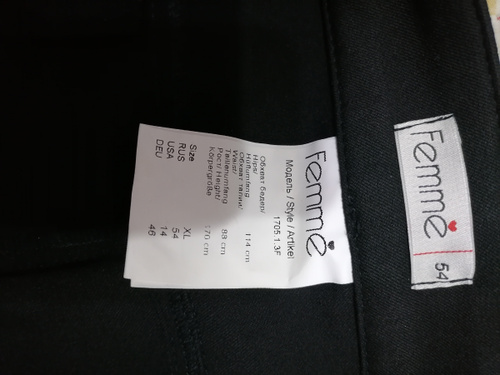 Femme
Модель / Style / Artikel
1705.1.3F
Обхват бедер/
Hips/
Hüftumfang 114 cm
Обхват талии/
Waist/
Taillenumfang 88 cm
Рост/ Height/
Körpergröße 170 cm
Size XL
RUS 54
USA 14
DEU 46
Femme 54